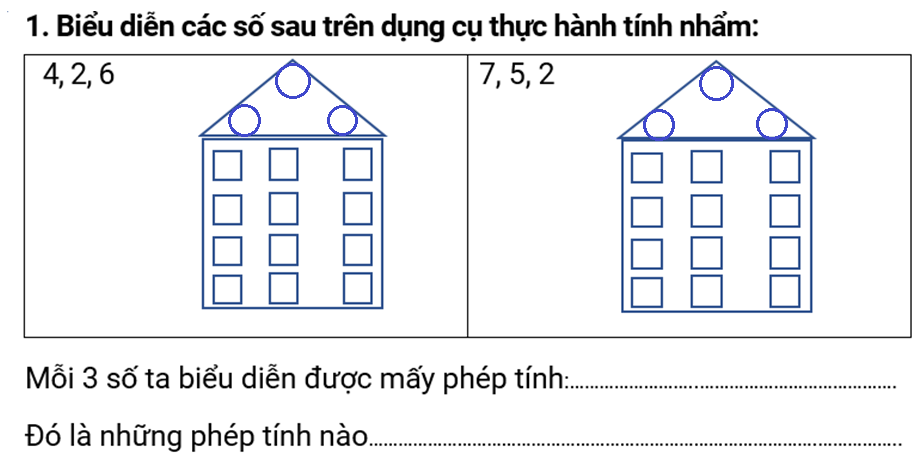 1. Biểu diễn các số sau trên dụng cụ thực hành tính nhẩm:
4, 2, 6
7, 5, 2
Mỗi 3 số ta biểu diễn được mấy phép tính:...............................................................
Đó là những phép tính nào..........................................................................................